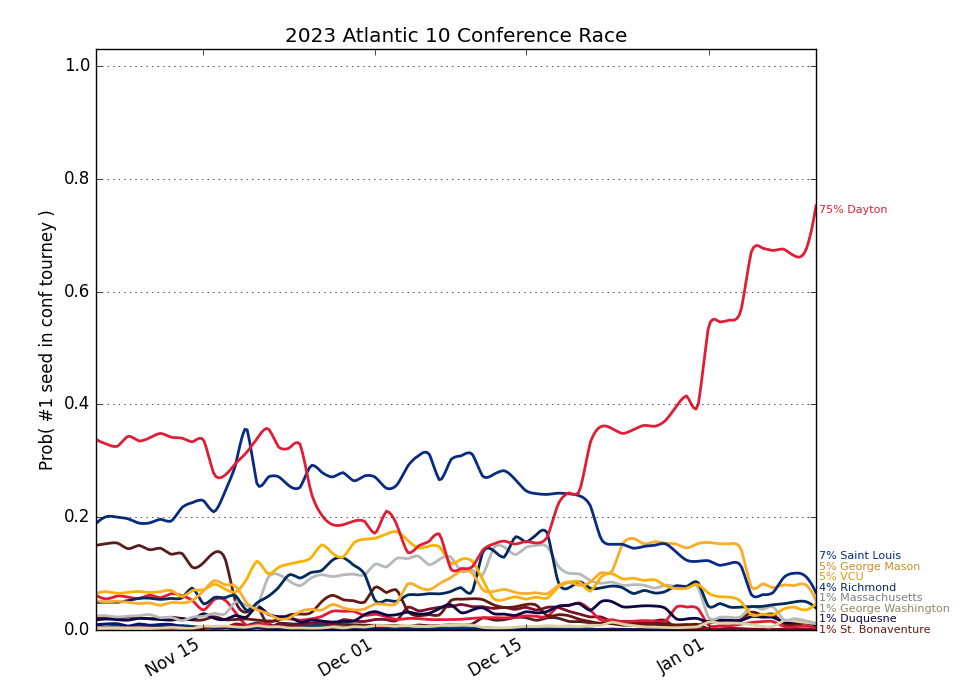 2023 Atlantic 10 Conference Race
Prob( #1 seed in conf tourney )
1.0
0.8
0.6
0.4
0.2
0.0
Nov 15
Dec 01
Dec 15
Jan 01
75% Dayton
7% Saint Louis
5% George Mason
5% VCU
4% Richmond
1% Massachusetts
1% George Washington
1% Duquesne
1% St. Bonaventure